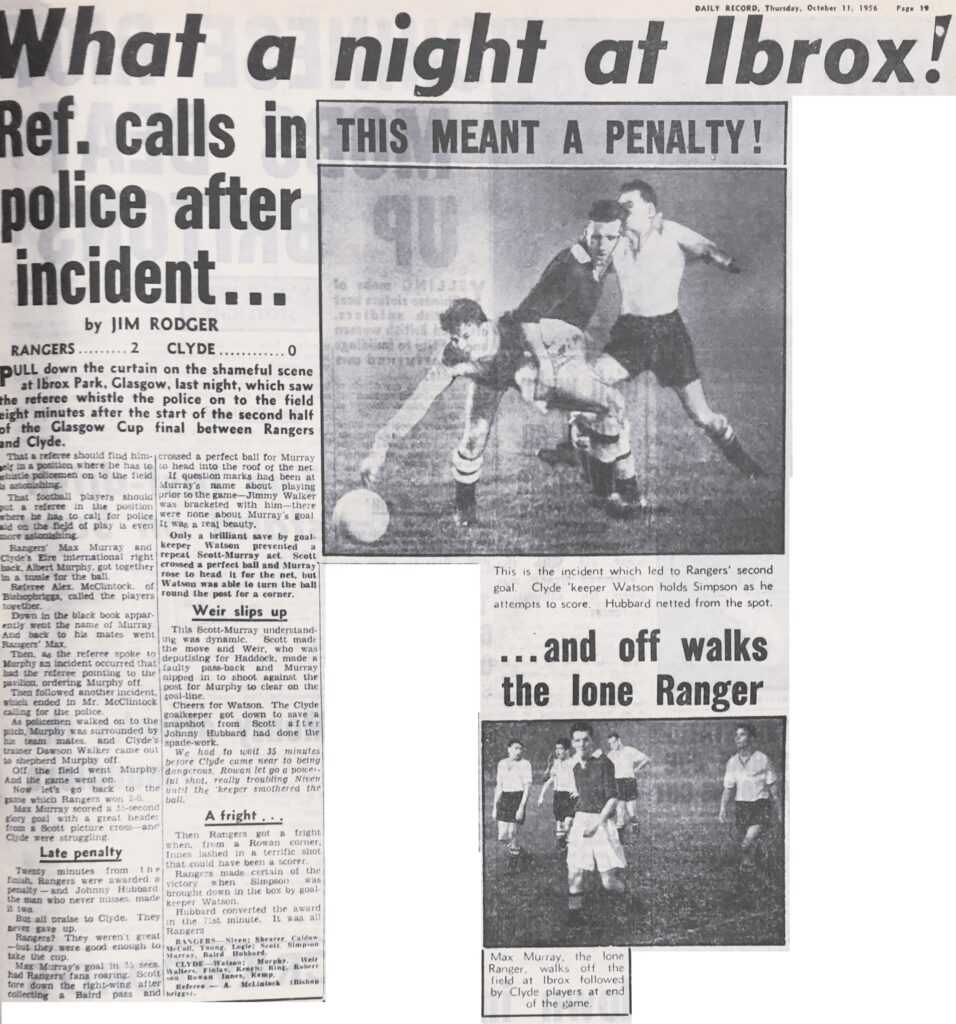 DAILY RECORD, Thursday, October 11, 1956 Page 19
What a night at Ibrox!
Ref. calls in
police after
incident...
by JIM RODGER
RANGERS......... 2 CLYDE............ 0
PULL down the curtain on the shameful scene
at Ibrox Park, Glasgow, last night, which saw
the referee whistle the police on to the field
eight minutes after the start of the second half
of the Glasgow Cup final between Rangers
and Clyde.
That a referee should find him-
self in a position where he has to
whistle policemen on to the field
is astonishing.
That football players should
put a referee in the position
where he has to call for police
aid on the field of play is even
more astonishing.
Rangers' Max Murray and
Clyde's Eire international right
back, Albert Murphy, got together
in a tussle for the ball.
Referee Alex. McClintock, of
Bishopbriggs, called the players
together.
Down in the black book appar-
ently went the name of Murray.
And back to his mates went
Rangers' Max.
Then, as the referee spoke to
Murphy an incident occurred that
had the referee pointing to the
pavilion, ordering Murphy off.
Then followed another incident,
which ended in Mr. McClintock
calling for the police.
As policemen walked on to the
pitch, Murphy was surrounded by
his team mates, and Clyde's
trainer Dawson Walker came out
to shepherd Murphy off.
Off the field went Murphy.
And the game went on.
Now let's go back to the
game which Rangers won 2-0.
Max Murray scored a 35-second
glory goal with a great header
from a Scott picture cross—and
Clyde were struggling.
Late penalty
Twenty minutes from the
finish, Rangers were awarded a
penalty—and Johnny Hubbard
the man who never misses, made
it two.
But all praise to Clyde. They
never gave up.
Rangers? They weren't great
—but they were good enough to
take the cup.
Max Murray's goal in 35 secs.
had Rangers' fans roaring. Scott
tore down the right-wing after
collecting a Baird pass and
crossed a perfect ball for Murray
to head into the roof of the net.
If question marks had been at
Murray's name about playing
prior to the game—Jimmy Walker
was bracketed with him—there
were none about Murray's goal
It was a real beauty.
Only a brilliant save by goal-
keeper Watson prevented a
repeat Scott-Murray act. Scott
crossed a perfect ball and Murray
rose to head it for the net, but
Watson was able to turn the ball
round the post for a corner.
Weir slips up
This Scott-Murray understand-
ing was dynamic. Scott made
the move and Weir, who was
deputising for Haddock, made a
faulty pass-back and Murray
nipped in to shoot against the
post for Murphy to clear on the
goal-line.
Cheers for Watson. The Clyde
goalkeeper got down to save a
snapshot from Scott after
Johnny Hubbard had done the
spade-work.
We had to wait 35 minutes
before Clyde came near to being
dangerous. Rowan let go a power-
ful shot, really troubling Niven
until the 'keeper smothered the
ball.
A fright ...
Then Rangers got a fright
when, from a Rowan corner,
Innes lashed in a terrific shot
that could have been a scorer.
Rangers made certain of the
victory when Simpson was
brought down in the box by goal-
keeper Watson.
Hubbard converted the award
in the 71st minute. It was all
Rangers
RANGERS—Niven; Shearer, Caldow;
McColl, Young, Logie; Scott, Simpson
Murray, Baird Hubbard.
CLYDE—Watson; Murphy, Weir
Walters, Finlay, Keogh; Ring, Robert
son Rowan Innes, Kemp.
Referee — A. McLintock (Bishop
briggs).
THIS MEANT A PENALTY!
This is the incident which led to Rangers' second
goal. Clyde 'keeper Watson holds Simpson as he
attempts to score. Hubbard netted from the spot.
...and off walks
the lone Ranger
Max Murray, the lone
Ranger, walks off the
field at Ibrox followed
by Clyde players at end
of the game.